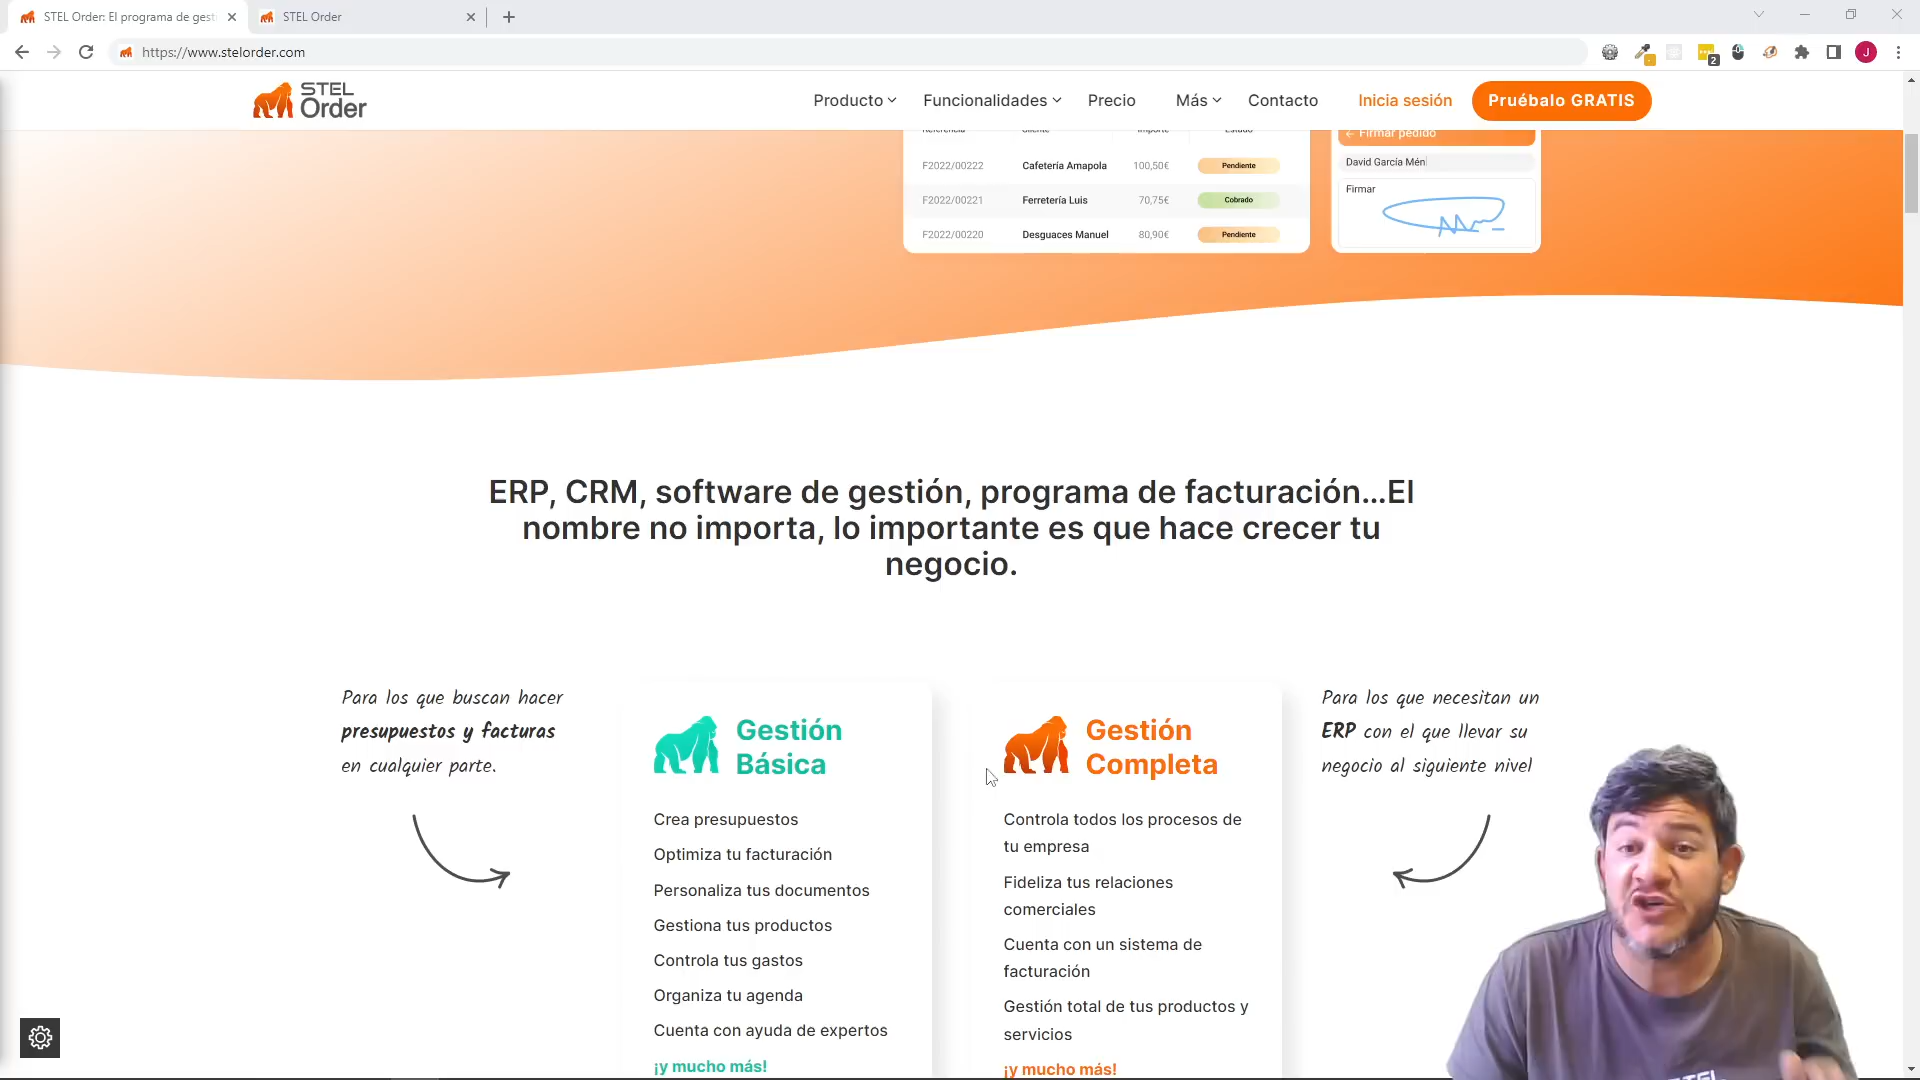 STEL Order: El programa de gest
STEL Order
https://www.stelorder.com
2
J
STEL
Order
Producto
Funcionalidades
Precio
Más
Contacto
Inicia sesión
Pruébalo GRATIS
Referencia Cliente Importe Estado
F2022/00222 Cafetería Amapola 100,50€ Pendiente
F2022/00221 Ferretería Luis 70,75€ Cobrado
F2022/00220 Desguaces Manuel 80,90€ Pendiente
Firmar pedido
David García Mén
Firmar
ERP, CRM, software de gestión, programa de facturación...El
nombre no importa, lo importante es que hace crecer tu
negocio.
Para los que buscan hacer
presupuestos y facturas
en cualquier parte.
Gestión
Básica
Crea presupuestos
Optimiza tu facturación
Personaliza tus documentos
Gestiona tus productos
Controla tus gastos
Organiza tu agenda
Cuenta con ayuda de expertos
¡y mucho más!
Gestión
Completa
Controla todos los procesos de
tu empresa
Fideliza tus relaciones
comerciales
Cuenta con un sistema de
facturación
Gestión total de tus productos y
servicios
¡y mucho más!
Para los que necesitan un
ERP con el que llevar su
negocio al siguiente nivel
STEL